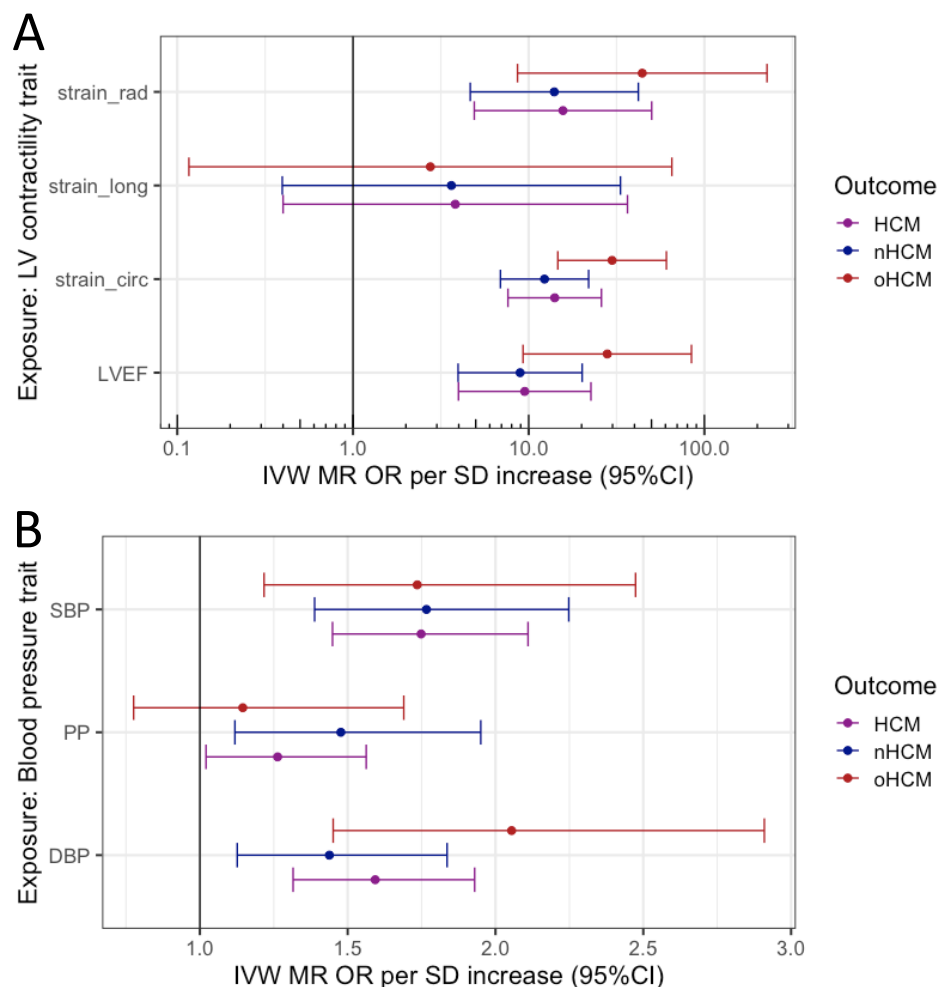 A
Exposure: LV contractility trait
strain_rad
strain_long
strain_circ
LVEF
0.1 1.0 10.0 100.0
IVW MR OR per SD increase (95%CI)
Outcome
HCM
nHCM
oHCM
B
Exposure: Blood pressure trait
SBP
PP
DBP
1.0 1.5 2.0 2.5 3.0
IVW MR OR per SD increase (95%CI)
Outcome
HCM
nHCM
oHCM